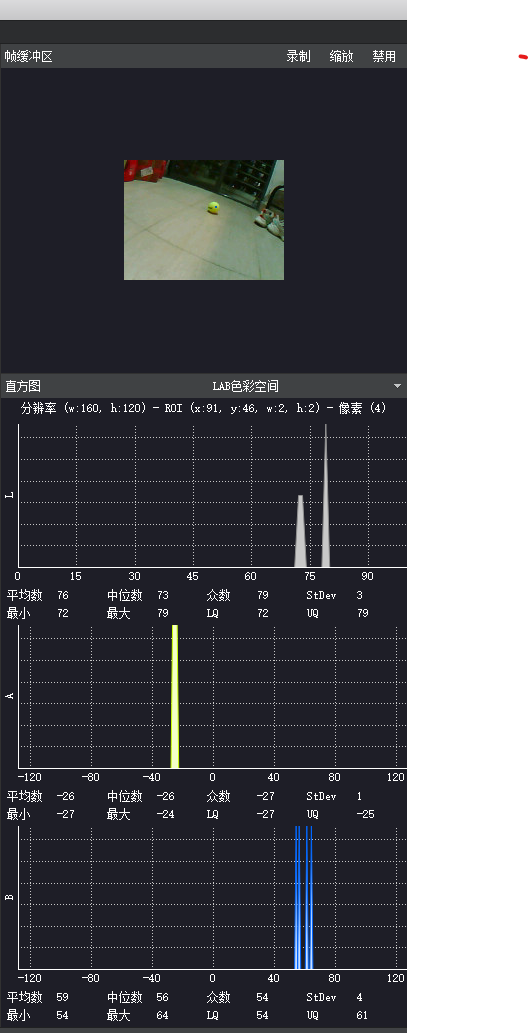 帧缓冲区 录制 缩放 禁用
直方图 LAB色彩空间
分辨率 (w:160, h:120) - ROI (x:91, y:46, w:2, h:2) - 像素 (4)
L
0 15 30 45 60 75 90
平均数 76 中位数 73 众数 79 StDev 3
最小 72 最大 79 LQ 72 UQ 79
A
-120 -80 -40 0 40 80 120
平均数 -26 中位数 -26 众数 -27 StDev 1
最小 -27 最大 -24 LQ -27 UQ -25
B
-120 -80 -40 0 40 80 120
平均数 59 中位数 56 众数 54 StDev 4
最小 54 最大 64 LQ 54 UQ 61